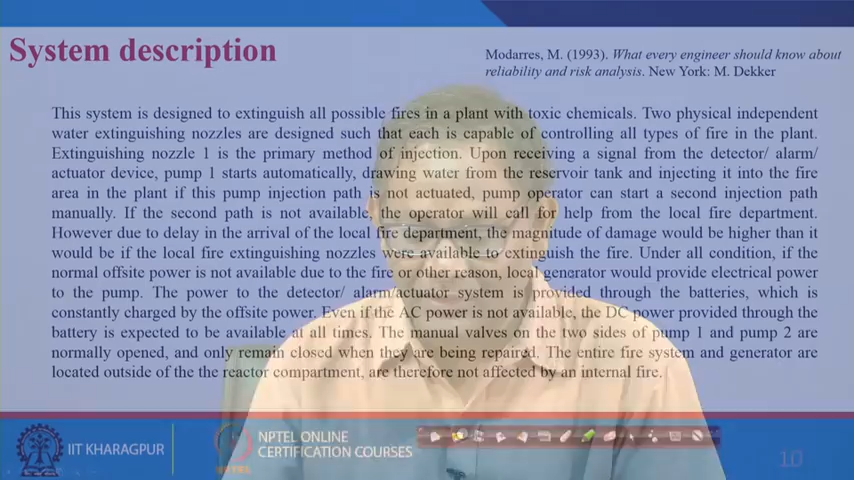 System description
Modarres, M. (1993). What every engineer should know about
reliability and risk analysis. New York: M. Dekker
This system is designed to extinguish all possible fires in a plant with toxic chemicals. Two physical independent
water extinguishing nozzles are designed such that each is capable of controlling all types of fire in the plant.
Extinguishing nozzle 1 is the primary method of injection. Upon receiving a signal from the detector/ alarm/
actuator device, pump 1 starts automatically, drawing water from the reservoir tank and injecting it into the fire
area in the plant if this pump injection path is not actuated, pump operator can start a second injection path
manually. If the second path is not available, the operator will call for help from the local fire department.
However due to delay in the arrival of the local fire department, the magnitude of damage would be higher than it
would be if the local fire extinguishing nozzles were available to extinguish the fire. Under all condition, if the
normal offsite power is not available due to the fire or other reason, local generator would provide electrical power
to the pump. The power to the detector/ alarm/actuator system is provided through the batteries, which is
constantly charged by the offsite power. Even if the AC power is not available, the DC power provided through the
battery is expected to be available at all times. The manual valves on the two sides of pump 1 and pump 2 are
normally opened, and only remain closed when they are being repaired. The entire fire system and generator are
located outside of the the reactor compartment, are therefore not affected by an internal fire.
IIT KHARAGPUR
NPTEL ONLINE
CERTIFICATION COURSES
10